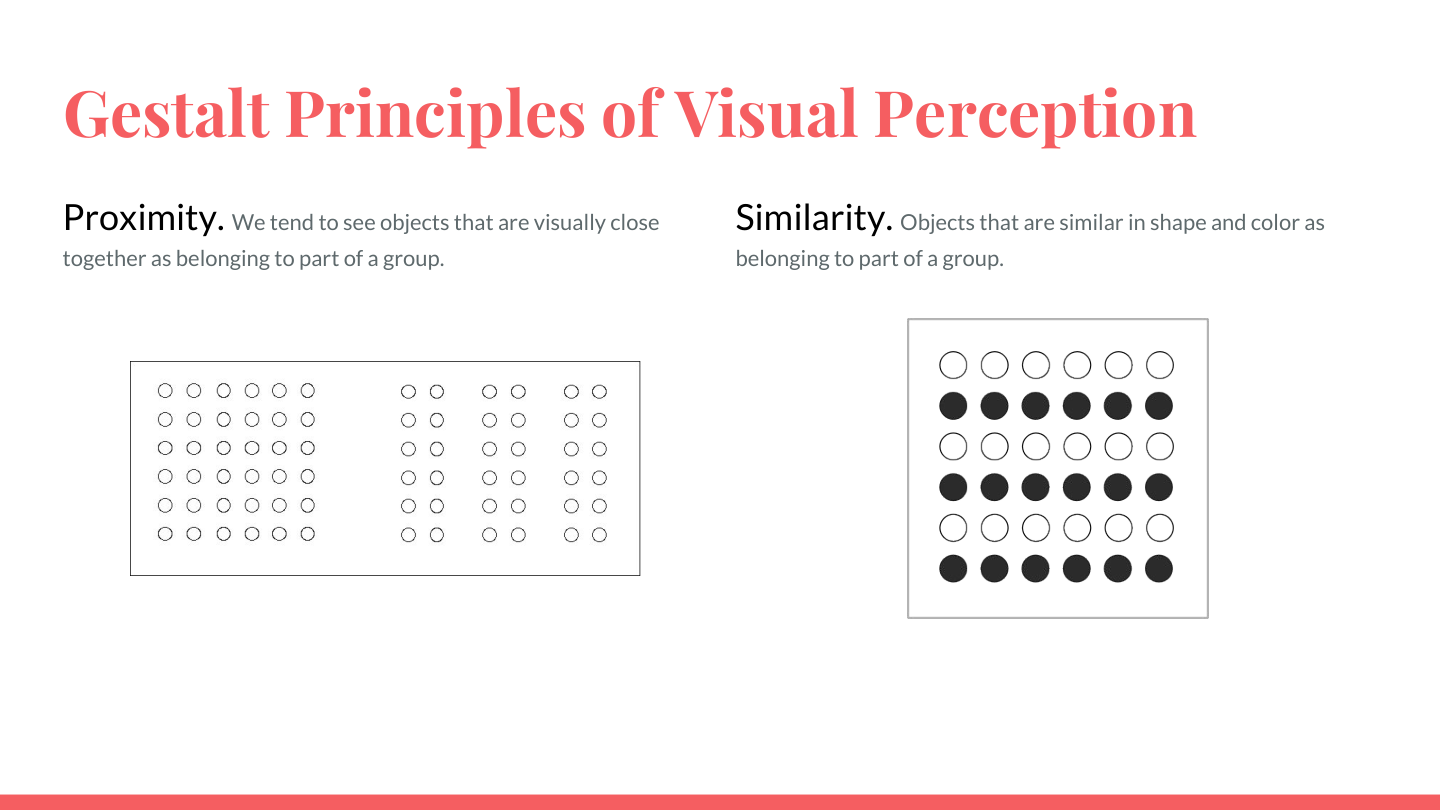 Gestalt Principles of Visual Perception
Proximity. We tend to see objects that are visually close
together as belonging to part of a group.
Similarity. Objects that are similar in shape and color as
belonging to part of a group.